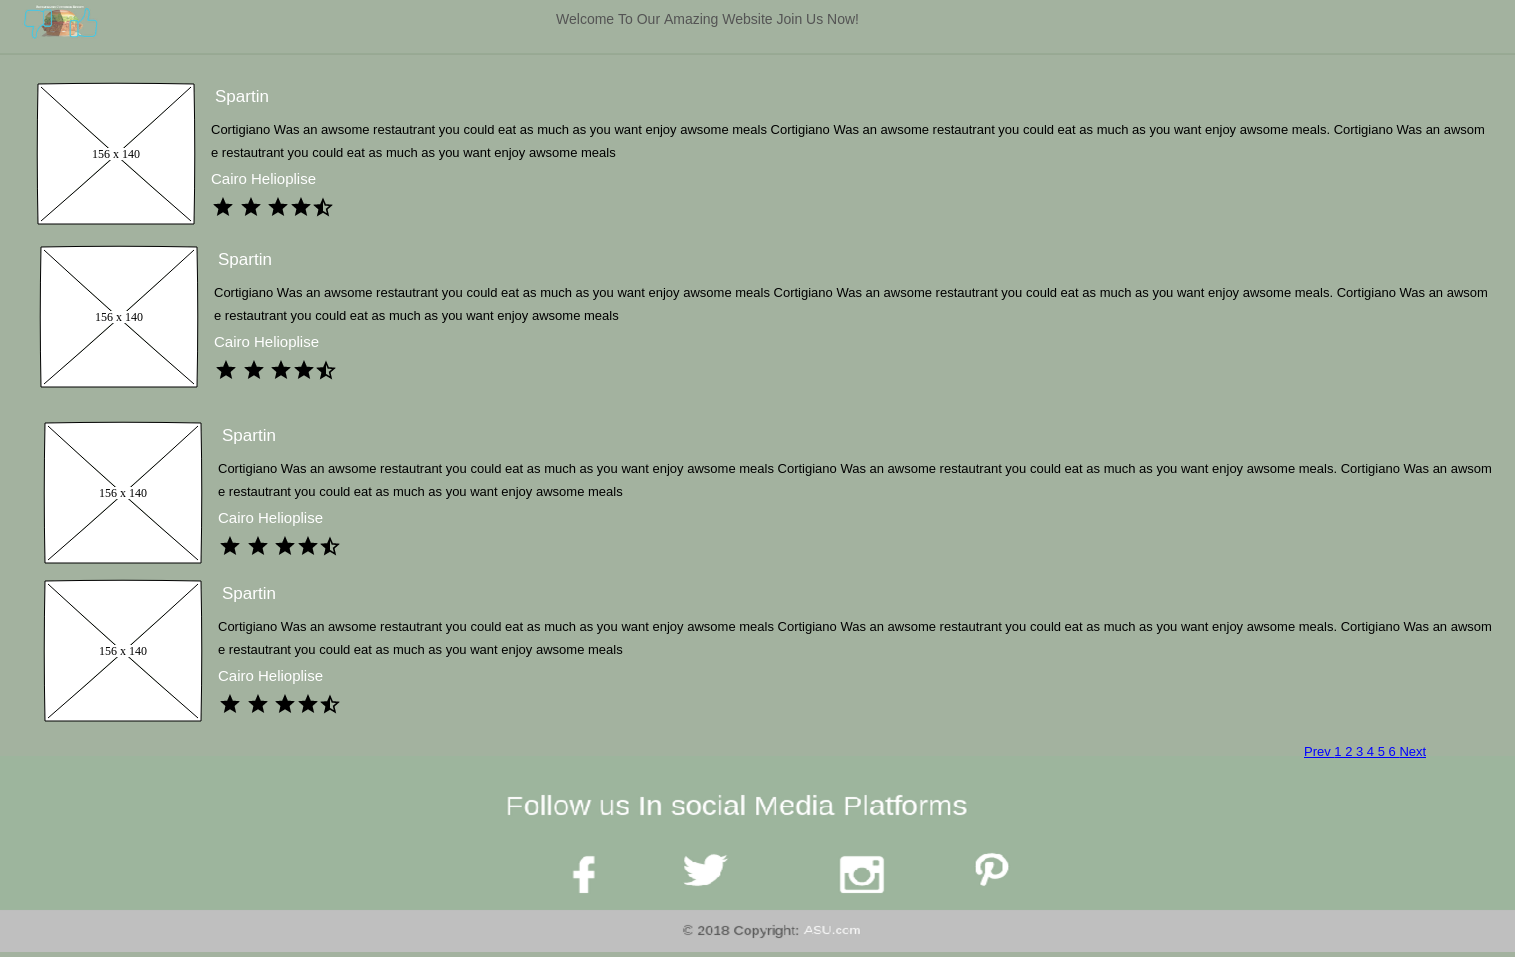 Welcome To Our Amazing Website Join Us Now!
156 x 140
Spartin
Cortigiano Was an awsome restautrant you could eat as much as you want enjoy awsome meals Cortigiano Was an awsome restautrant you could eat as much as you want enjoy awsome meals. Cortigiano Was an awsom
e restautrant you could eat as much as you want enjoy awsome meals
Cairo Helioplise
156 x 140
Spartin
Cortigiano Was an awsome restautrant you could eat as much as you want enjoy awsome meals Cortigiano Was an awsome restautrant you could eat as much as you want enjoy awsome meals. Cortigiano Was an awsom
e restautrant you could eat as much as you want enjoy awsome meals
Cairo Helioplise
156 x 140
Spartin
Cortigiano Was an awsome restautrant you could eat as much as you want enjoy awsome meals Cortigiano Was an awsome restautrant you could eat as much as you want enjoy awsome meals. Cortigiano Was an awsom
e restautrant you could eat as much as you want enjoy awsome meals
Cairo Helioplise
156 x 140
Spartin
Cortigiano Was an awsome restautrant you could eat as much as you want enjoy awsome meals Cortigiano Was an awsome restautrant you could eat as much as you want enjoy awsome meals. Cortigiano Was an awsom
e restautrant you could eat as much as you want enjoy awsome meals
Cairo Helioplise
Prev 1 2 3 4 5 6 Next
Follow us In social Media Platforms
© 2018 Copyright: ASU.com